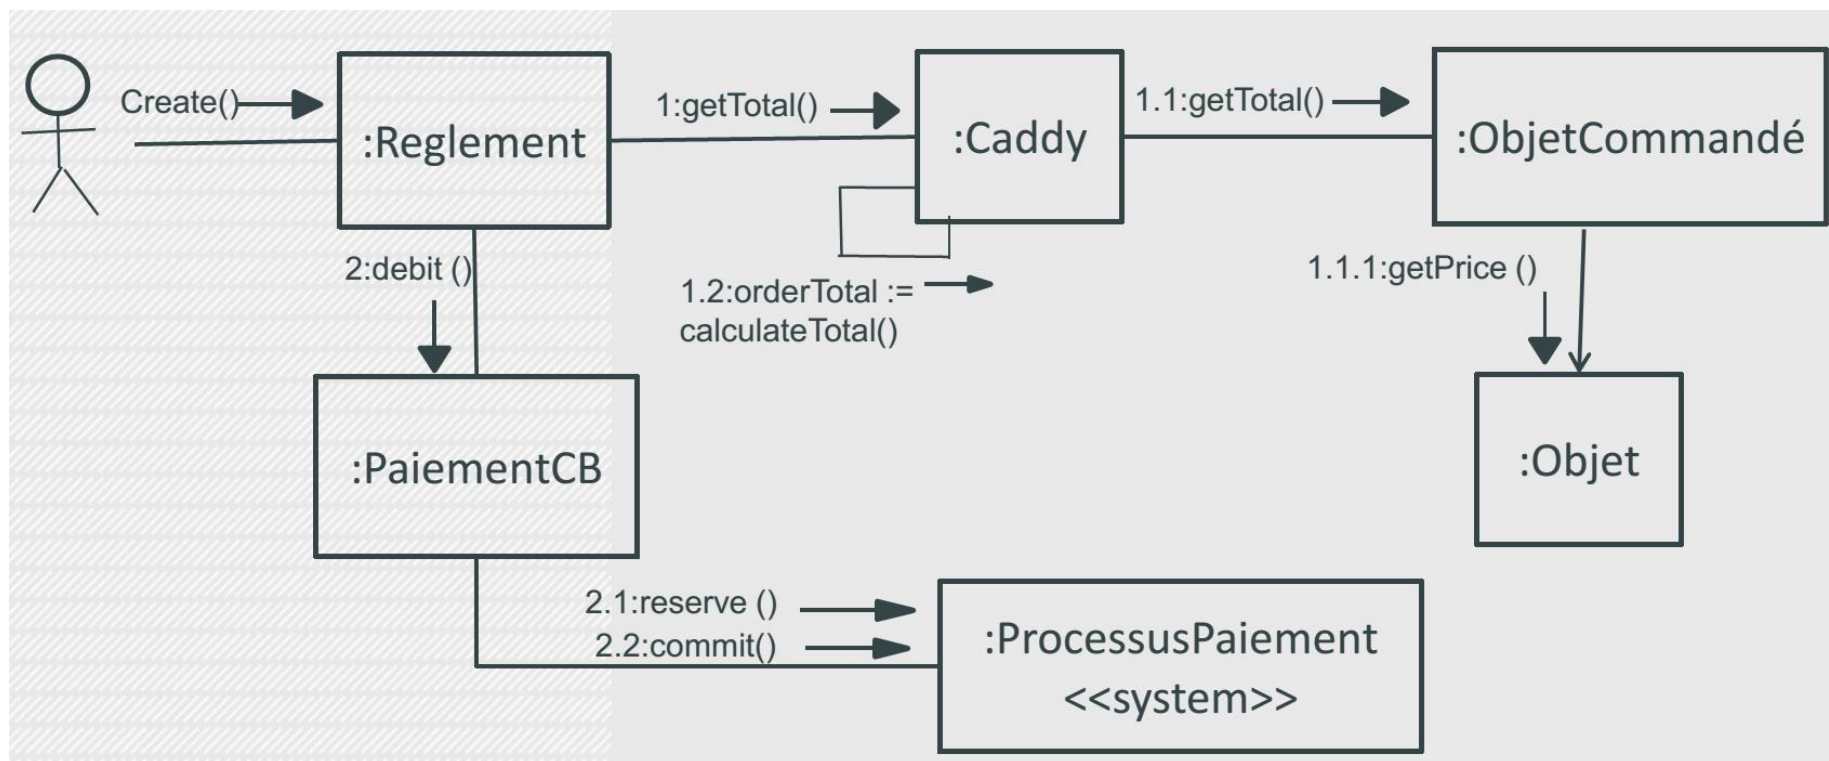 Create()
:Reglement
1:getTotal()
:Caddy
1.1:getTotal()
:ObjetCommandé
2:debit ()
1.2:orderTotal :=
calculateTotal()
1.1.1:getPrice ()
:PaiementCB
:Objet
2.1:reserve ()
2.2:commit()
:ProcessusPaiement
<<system>>